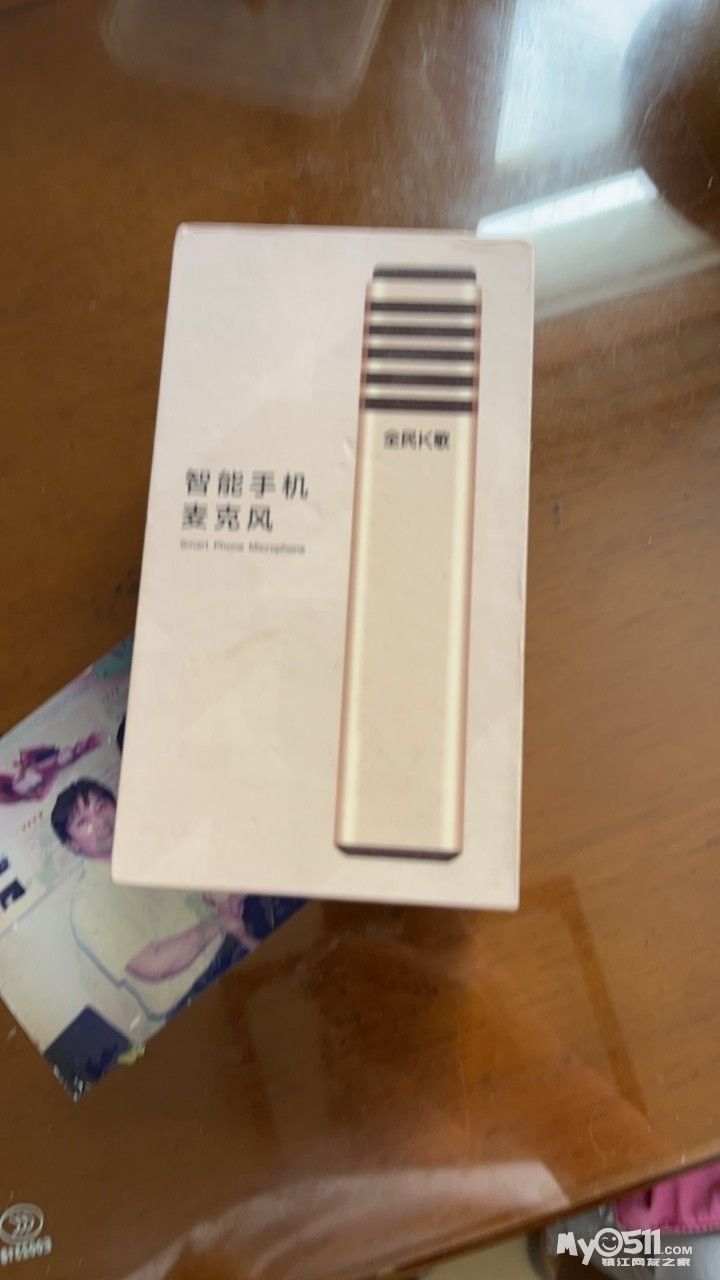 全民K歌
智能手机
麦克风
Smart Phone Microphone
My0511.COM
镇江网友之家